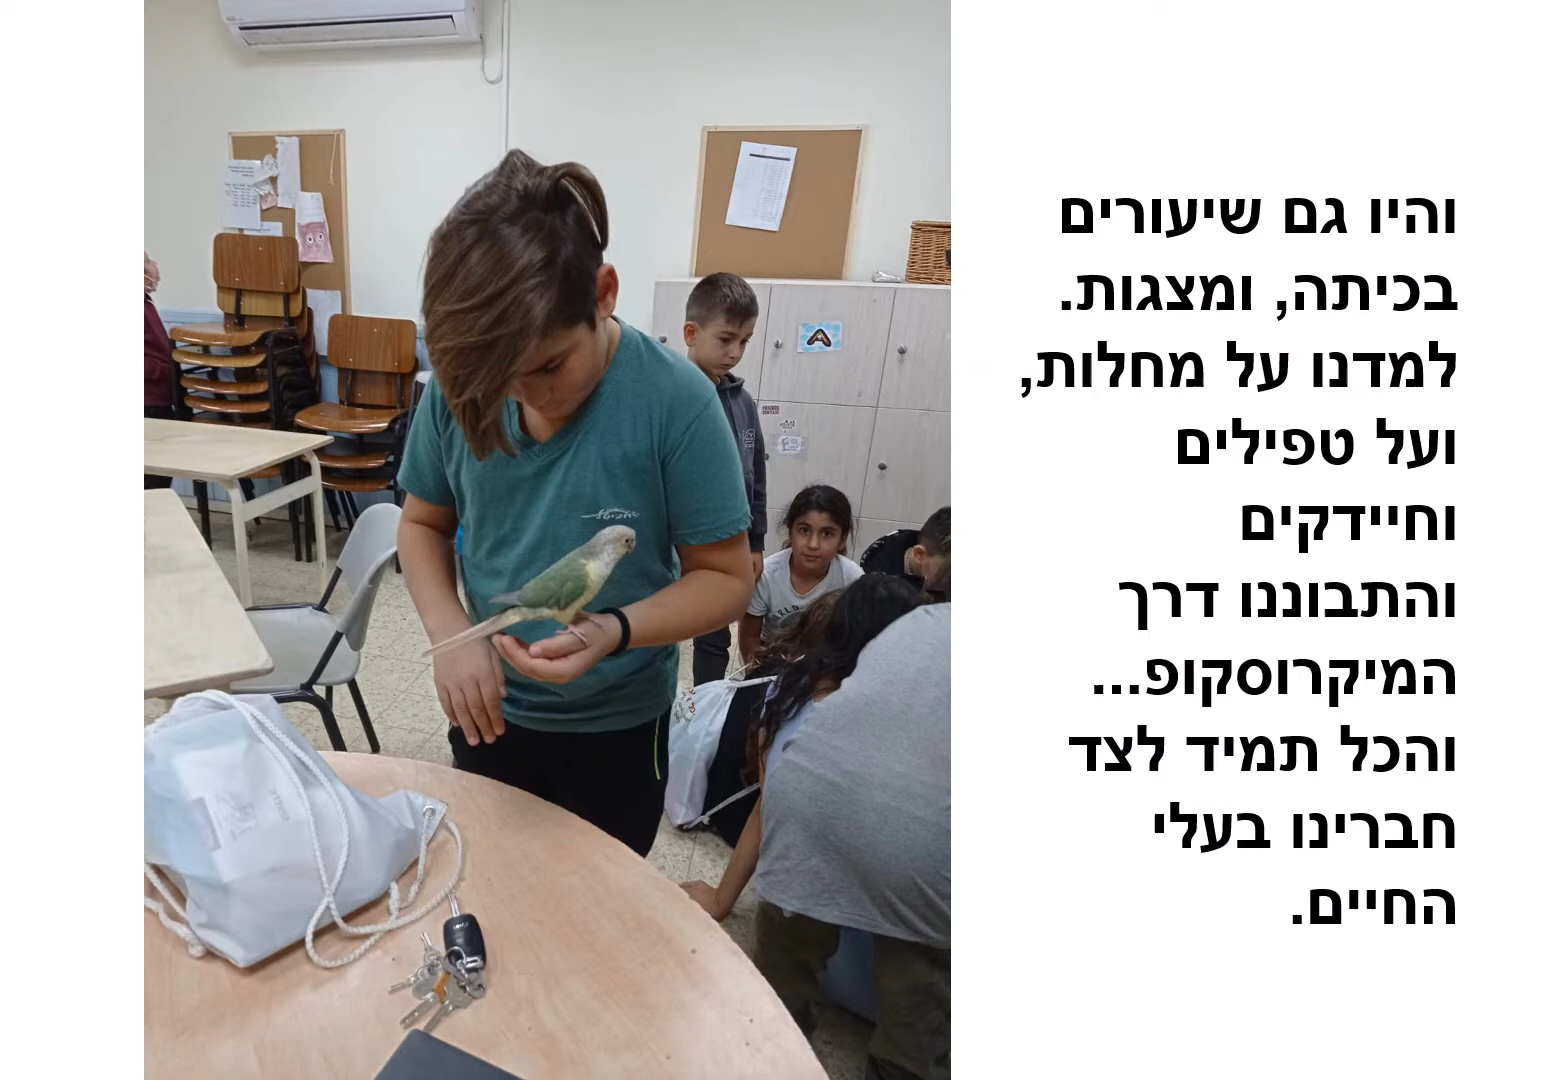 והיו גם שיעורים
בכיתה, ומצגות.
למדנו על מחלות,
ועל טפילים
וחיידקים
והתבוננו דרך
המיקרוסקופ...
והכל תמיד לצד
חברינו בעלי
החיים.